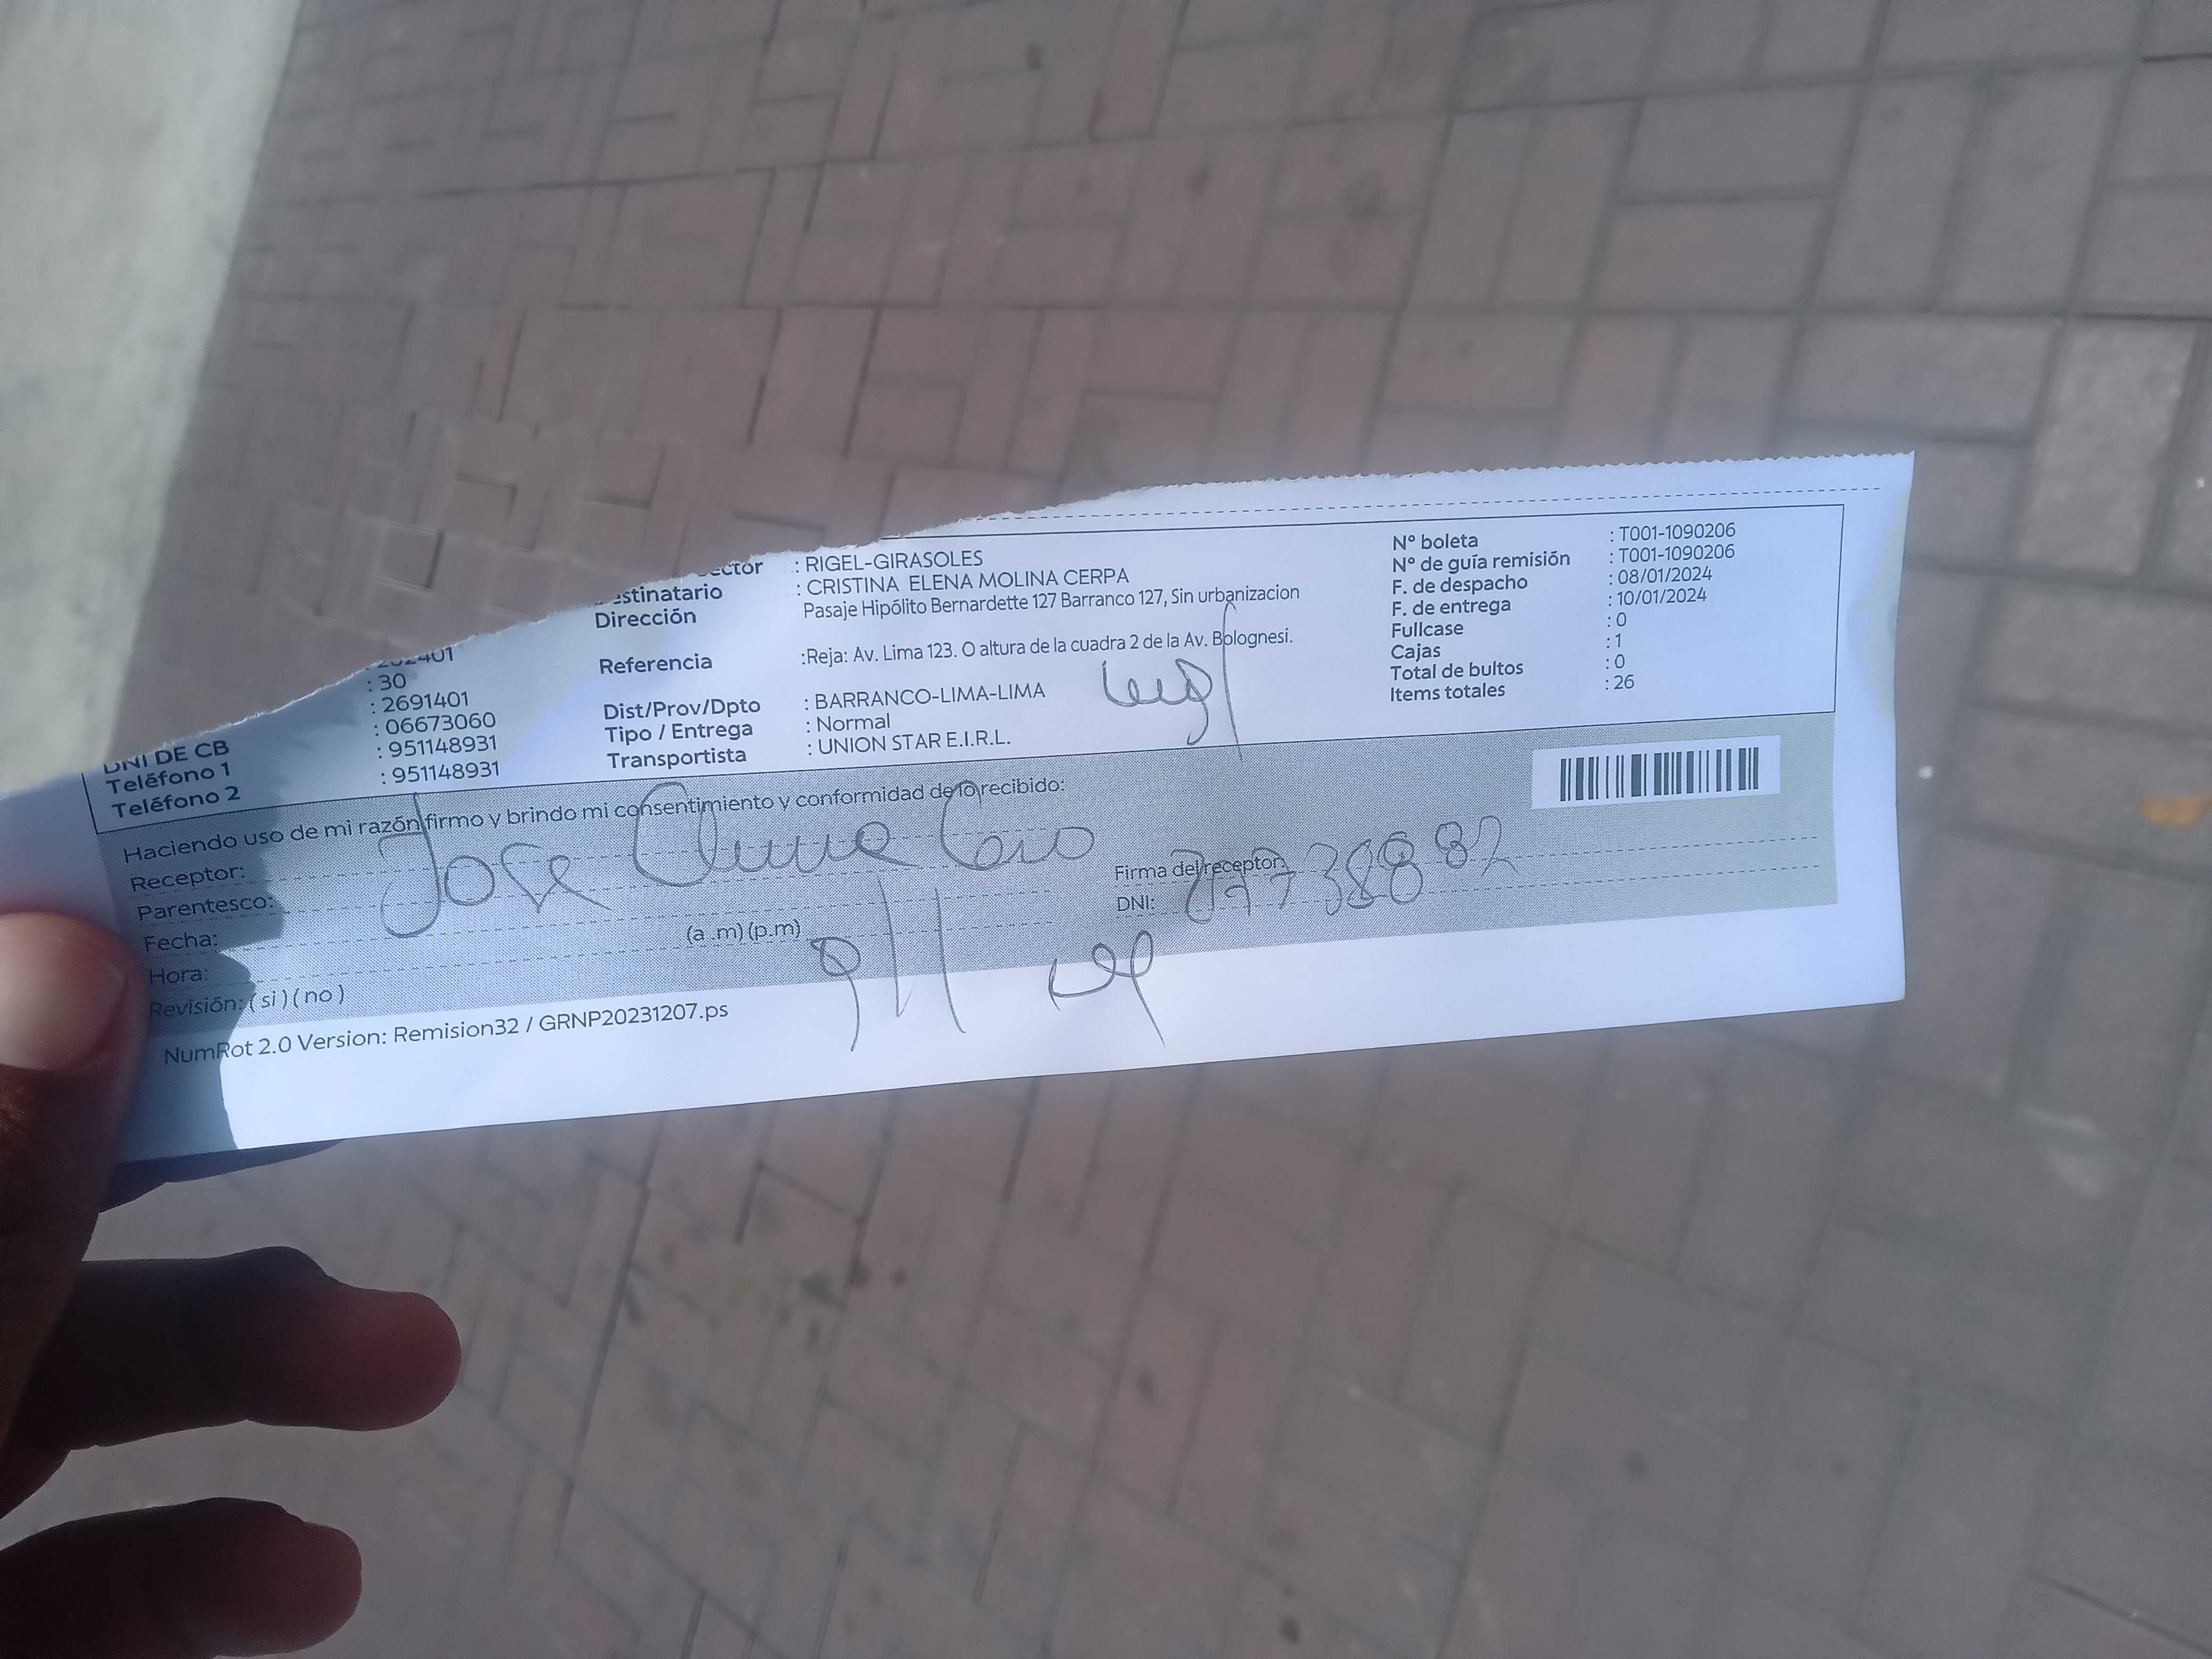 : 30
: 2691401
DNI DE CB : 06673060
Teléfono 1 : 951148931
Teléfono 2 : 951148931
: RIGEL-GIRASOLES
: CRISTINA ELENA MOLINA CERPA
Dirección Pasaje Hipólito Bernardette 127 Barranco 127, Sin urbanizacion
Referencia :Reja: Av. Lima 123. O altura de la cuadra 2 de la Av. Bolognesi.
Dist/Prov/Dpto : BARRANCO-LIMA-LIMA
Tipo / Entrega : Normal
Transportista : UNION STAR E.I.R.L.
N° boleta : T001-1090206
N° de guía remisión : T001-1090206
F. de despacho : 08/01/2024
F. de entrega : 10/01/2024
Fullcase : 0
Cajas : 1
Total de bultos : 0
Items totales : 26
Haciendo uso de mi razón firmo y brindo mi consentimiento y conformidad de lo recibido:
Receptor: Jose
Parentesco:
Fecha:
Hora: (a .m) (p.m)
Revisión: ( si ) ( no )
Firma del receptor:
DNI:
NumRot 2.0 Version: Remision32 / GRNP20231207.ps